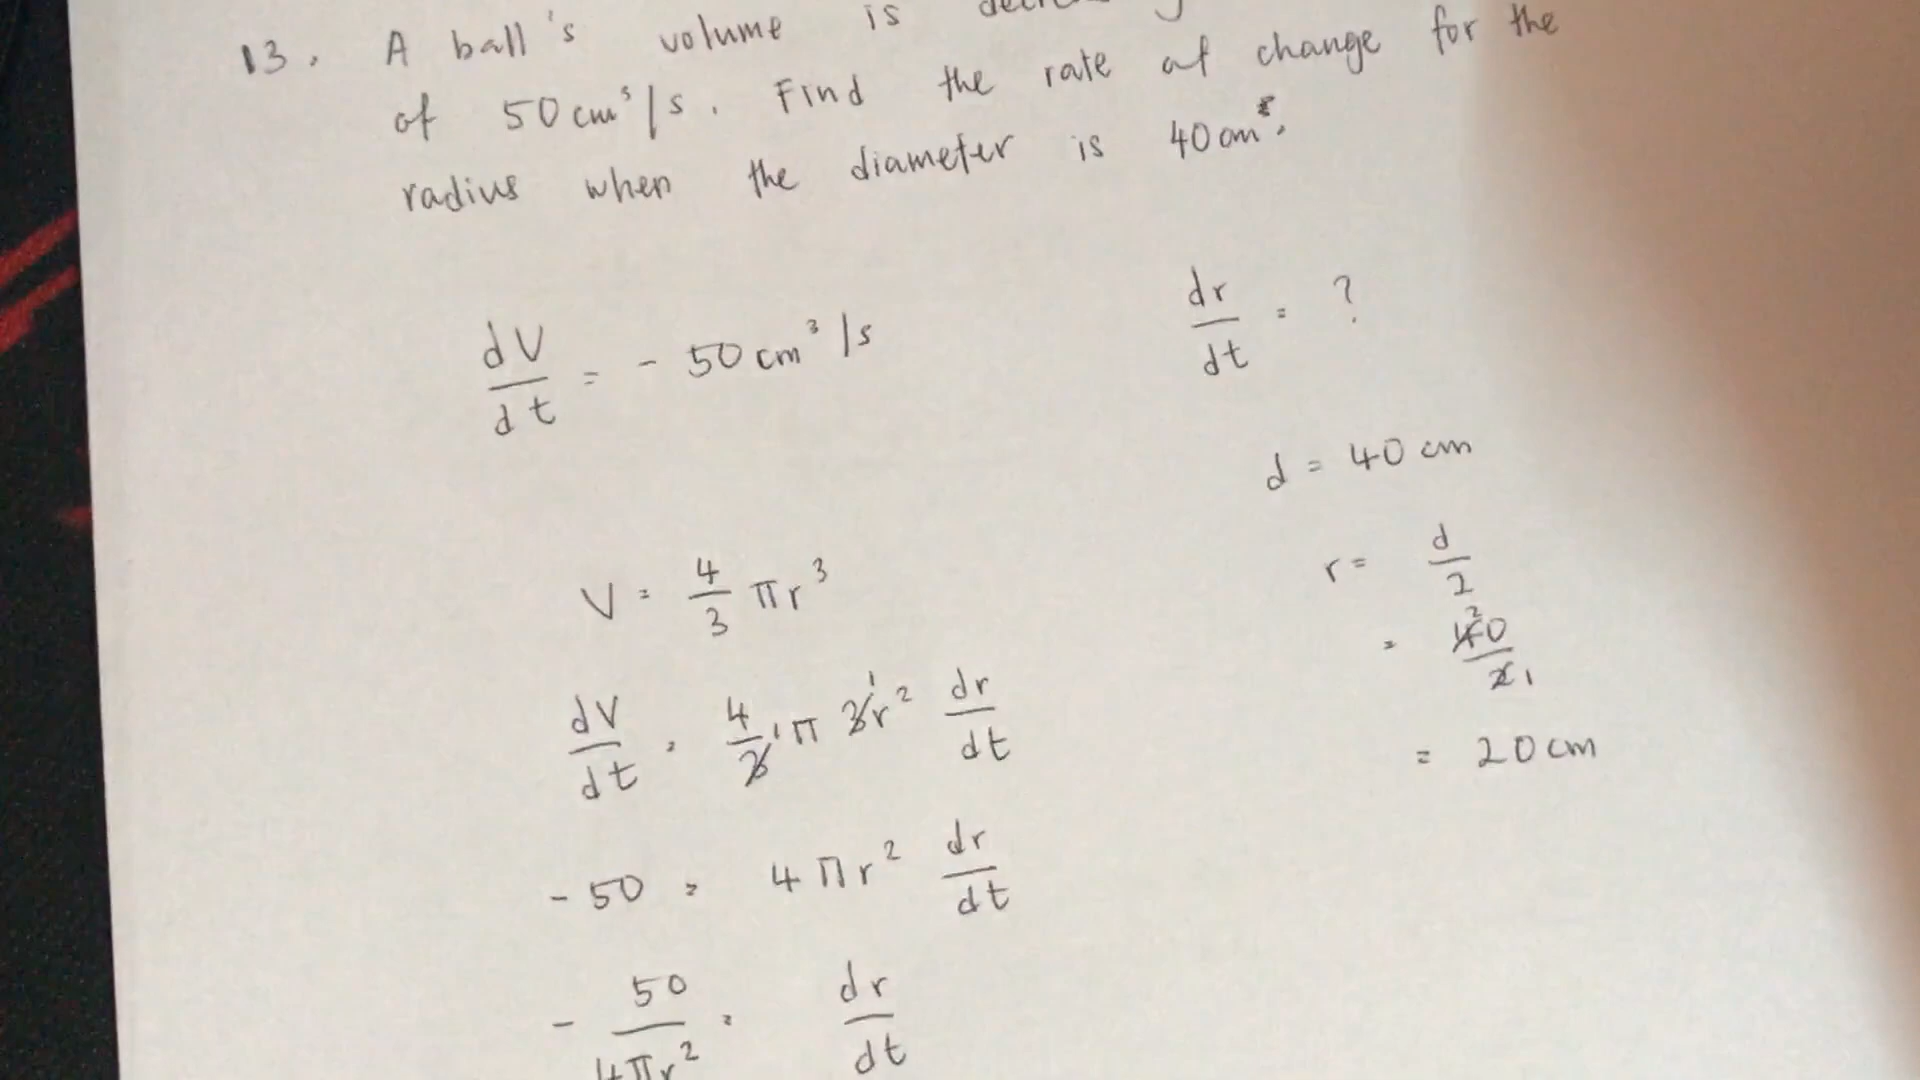 13. A ball's volume is
of 50 cm³/s. Find the rate of change for the
radius when the diameter is 40 cm.
dV/dt = - 50 cm³/s
dr/dt = ?
d = 40 cm
V = 4/3 πr³
r = d/2
= 40/2
dV/dt = 4/3 π 3r² dr/dt
= 20 cm
-50 = 4πr² dr/dt
- 50/4πr² = dr/dt